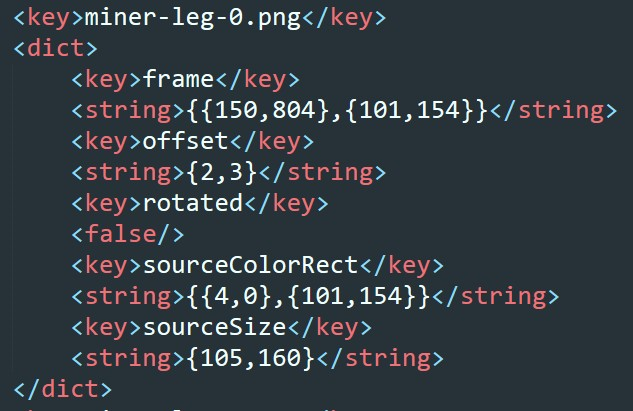 <key>miner-leg-0.png</key>
<dict>
<key>frame</key>
<string>{{150,804},{101,154}}</string>
<key>offset</key>
<string>{2,3}</string>
<key>rotated</key>
<false/>
<key>sourceColorRect</key>
<string>{{4,0},{101,154}}</string>
<key>sourceSize</key>
<string>{105,160}</string>
</dict>